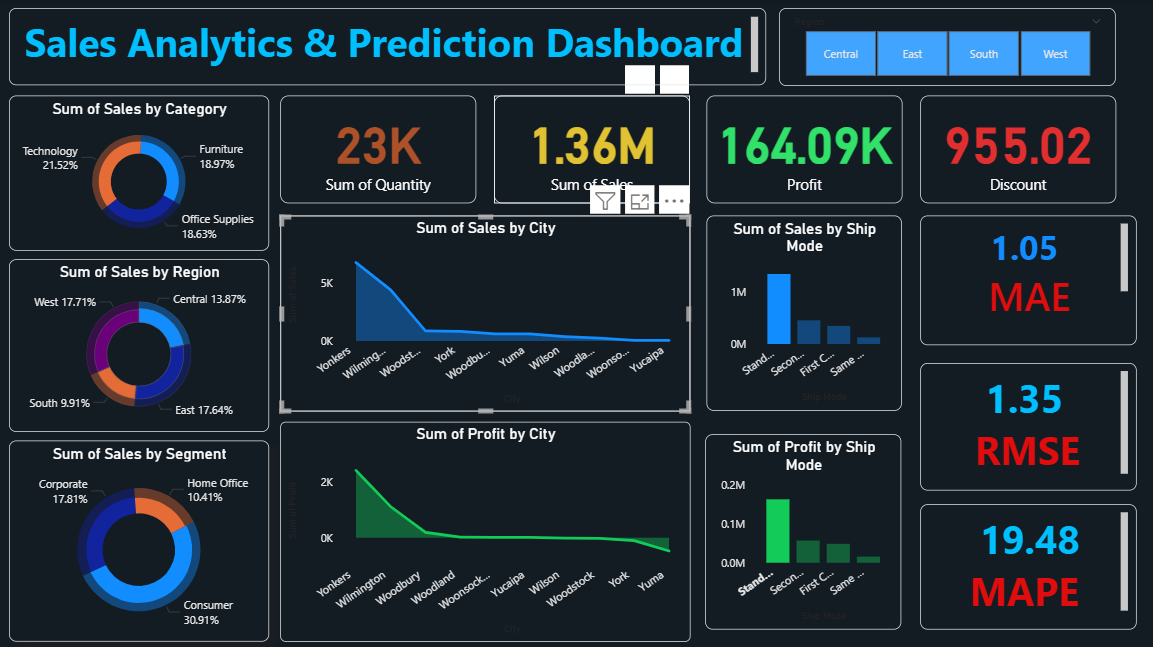 Sales Analytics & Prediction Dashboard
Region
Central
East
South
West
Sum of Sales by Category
Technology
21.52%
Furniture
18.97%
Office Supplies
18.63%
23K
Sum of Quantity
1.36M
Sum of Sales
164.09K
Profit
955.02
Discount
Sum of Sales by Region
West 17.71%
Central 13.87%
South 9.91%
East 17.64%
Sum of Sales by City
5K
0K
Yonkers
Wilming...
Woodst...
York
Woodbu...
Yuma
Wilson
Woodla...
Woonso...
Yucaipa
City
Sum of Sales by Ship
Mode
1M
0M
Stand...
Secon...
First C...
Same ...
Ship Mode
1.05
MAE
1.35
RMSE
Sum of Sales by Segment
Corporate
17.81%
Home Office
10.41%
Consumer
30.91%
Sum of Profit by City
Sum of Profit
2K
0K
Yonkers
Wilmington
Woodbury
Woodland
Woonsock...
Yucaipa
Wilson
Woodstock
York
Yuma
City
Sum of Profit by Ship
Mode
0.2M
0.1M
0.0M
Stand...
Secon...
First C...
Same ...
Ship Mode
19.48
MAPE